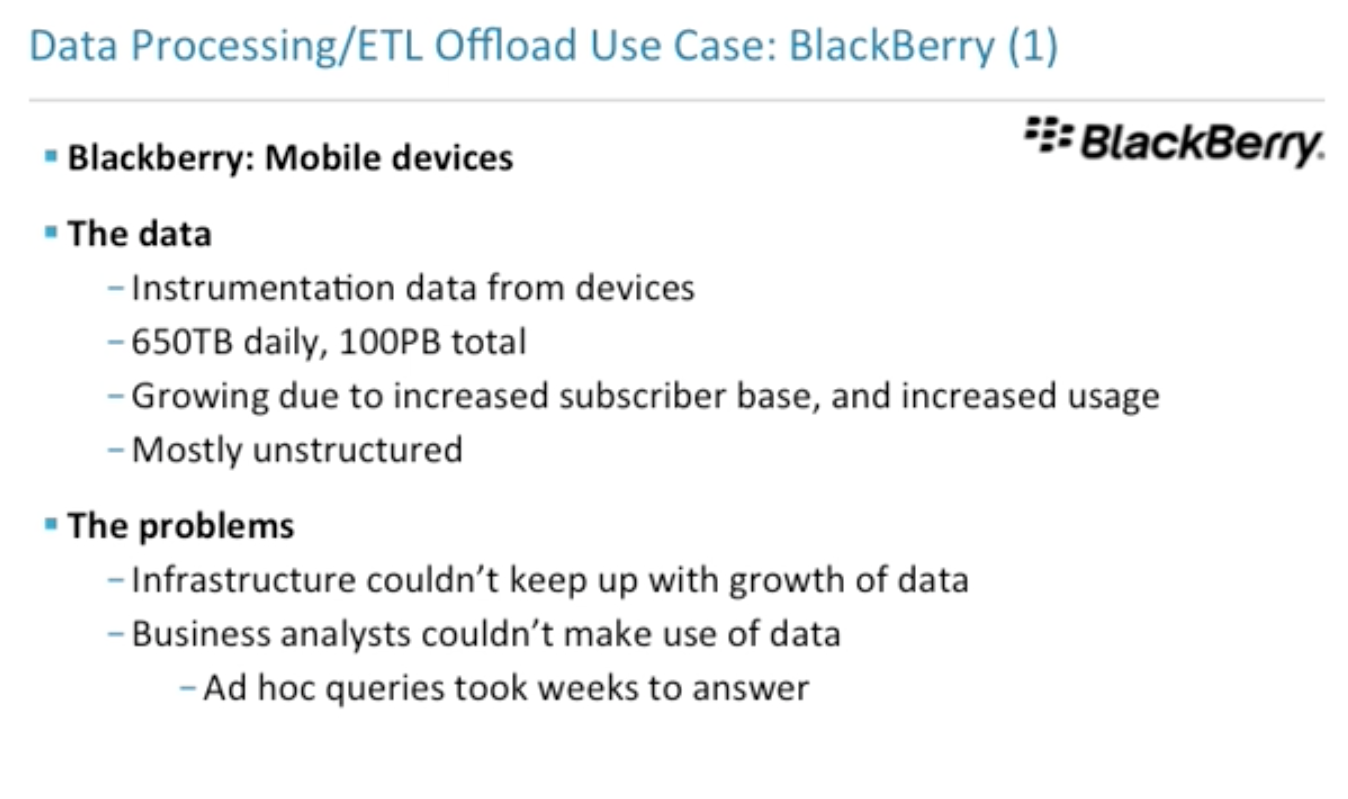 Data Processing/ETL Offload Use Case: BlackBerry (1)
BlackBerry.
▪ Blackberry: Mobile devices
▪ The data
– Instrumentation data from devices
– 650TB daily, 100PB total
– Growing due to increased subscriber base, and increased usage
– Mostly unstructured
▪ The problems
– Infrastructure couldn’t keep up with growth of data
– Business analysts couldn’t make use of data
– Ad hoc queries took weeks to answer